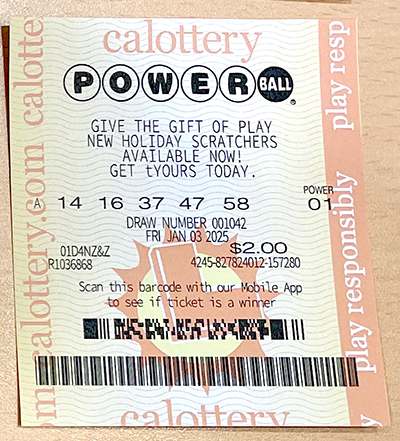 calottery
POWERBALL
GIVE THE GIFT OF PLAY
NEW HOLIDAY SCRATCHERS
AVAILABLE NOW!
GET tYOURS TODAY.
POWER
A 14 16 37 47 58 01
DRAW NUMBER 001042
FRI JAN 03 2025
01D4NZ&Z $2.00
R1036868 4245-827824012-157280
Scan this barcode with our Mobile App
to see if ticket is a winner
calottery
om calottery.com calotte
play responsibly play resp